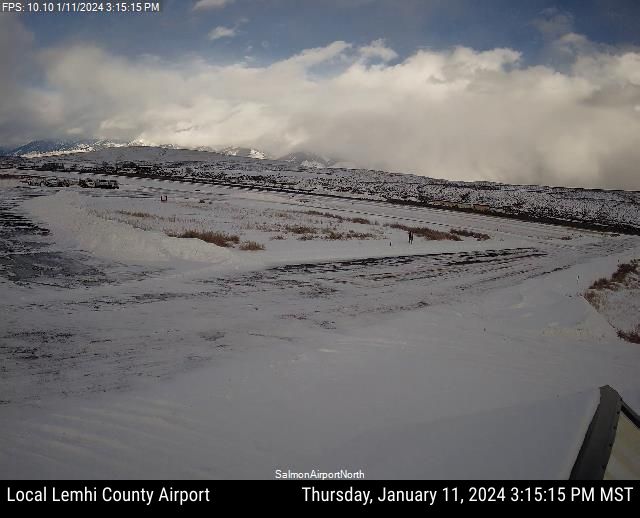 FPS: 10.10 1/11/2024 3:15:15 PM
SalmonAirportNorth
Local Lemhi County Airport Thursday, January 11, 2024 3:15:15 PM MST